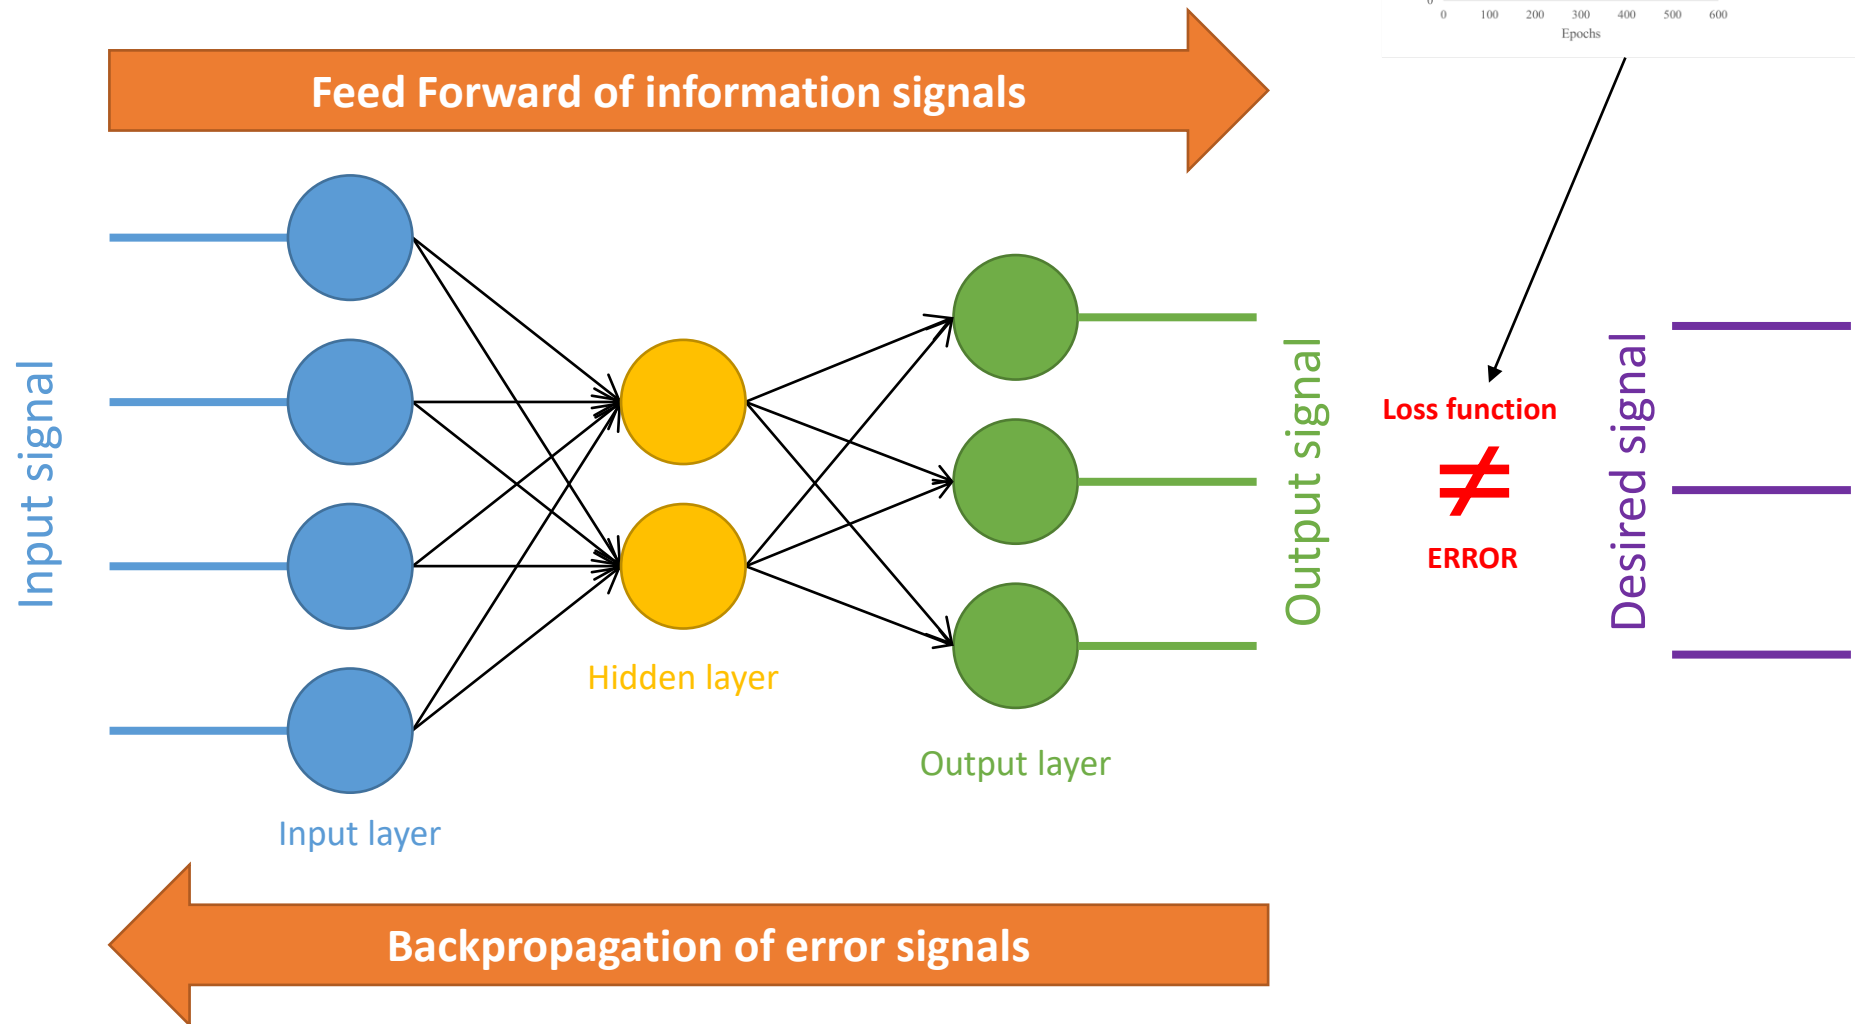 0
0 100 200 300 400 500 600
Epochs
Feed Forward of information signals
Input signal
Output signal
Loss function
≠
ERROR
Desired signal
Hidden layer
Output layer
Input layer
Backpropagation of error signals